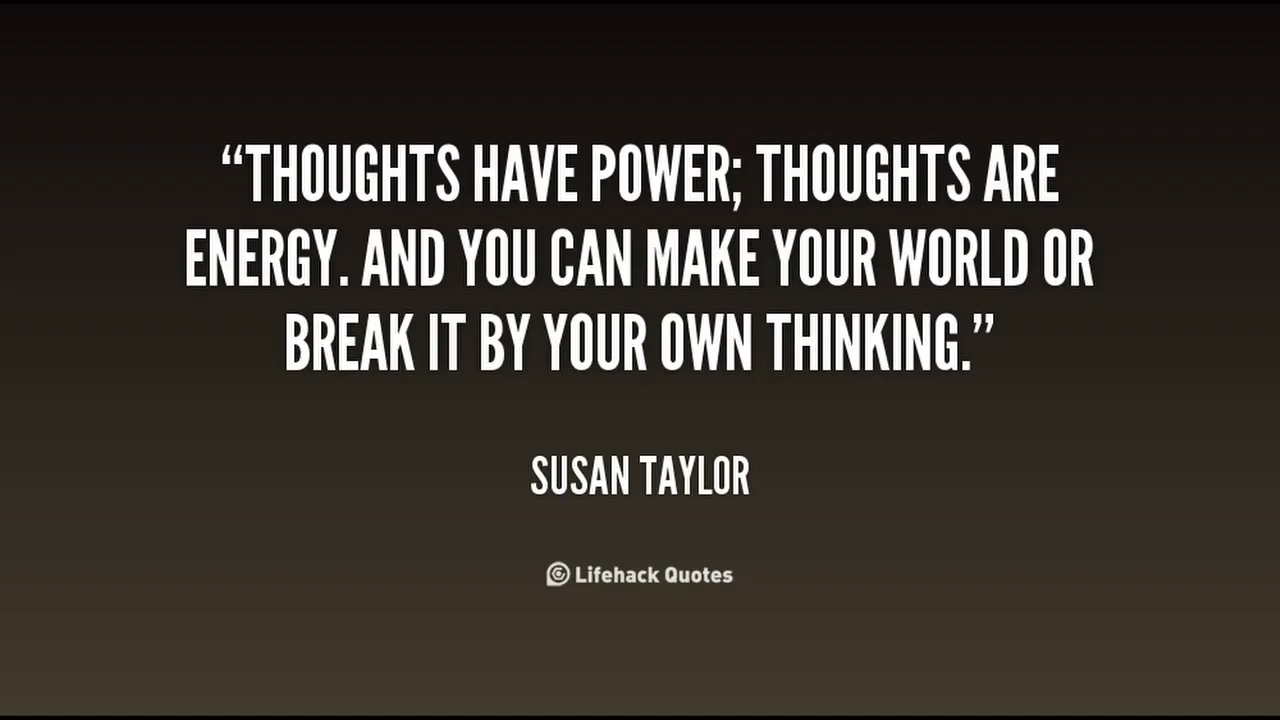 “THOUGHTS HAVE POWER; THOUGHTS ARE
ENERGY. AND YOU CAN MAKE YOUR WORLD OR
BREAK IT BY YOUR OWN THINKING.”
SUSAN TAYLOR
Lifehack Quotes